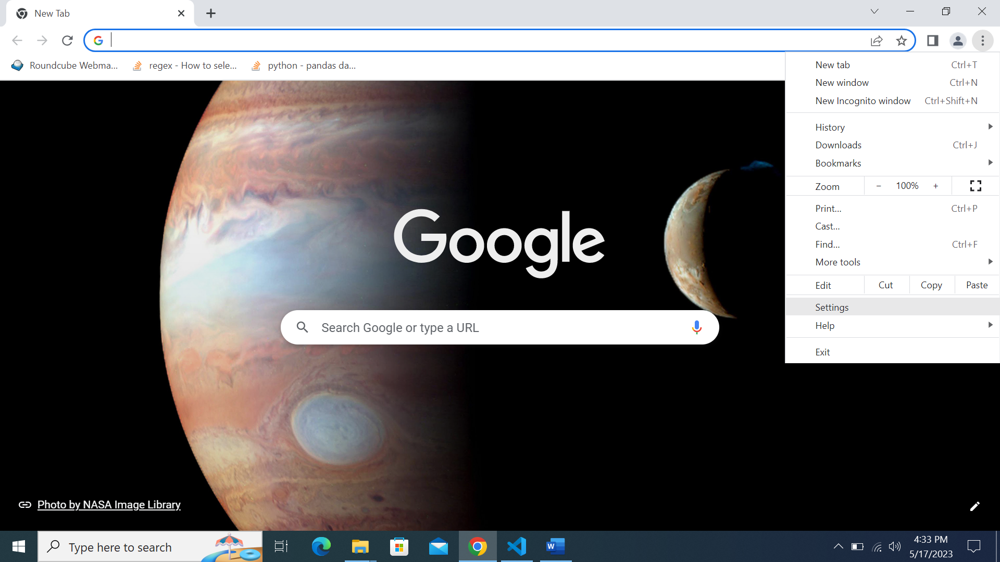 New Tab
Roundcube Webma...
regex - How to sele...
python - pandas da...
New tab Ctrl+T
New window Ctrl+N
New Incognito window Ctrl+Shift+N
History
Downloads Ctrl+J
Bookmarks
Zoom − 100% +
Print... Ctrl+P
Cast...
Find... Ctrl+F
More tools
Edit Cut Copy Paste
Settings
Help
Exit
Google
Search Google or type a URL
Photo by NASA Image Library
Type here to search
4:33 PM
5/17/2023